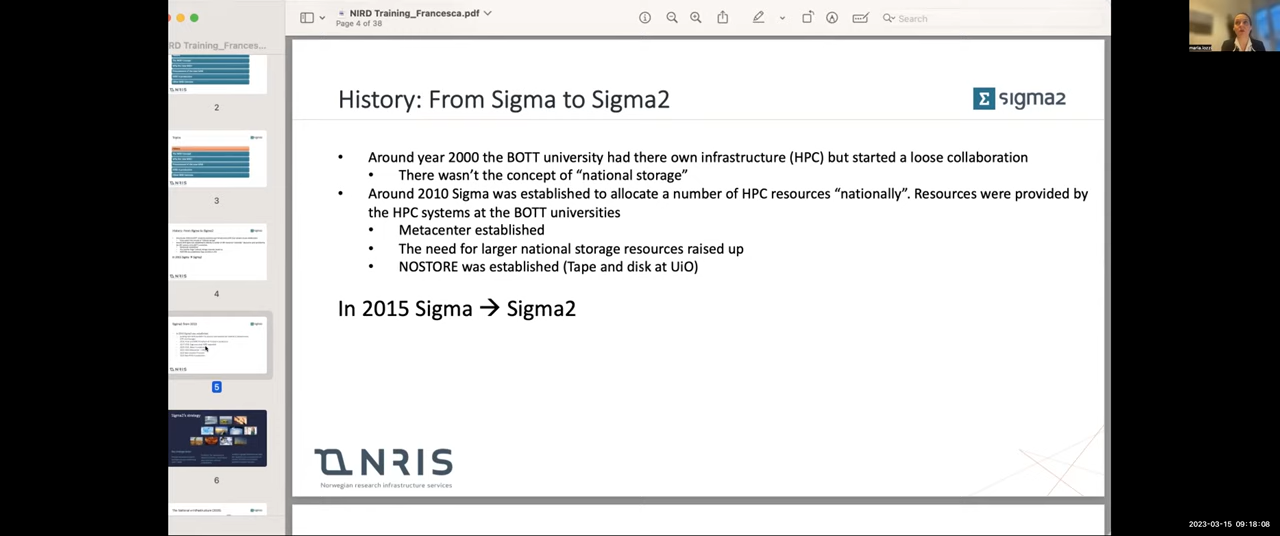 NIRD Training_Francesca.pdf
Page 4 of 38
Search
RD Training_Frances...
2
3
4
5
6
History: From Sigma to Sigma2
Σ sigma2
• Around year 2000 the BOTT university had there own infrastructure (HPC) but started a loose collaboration
• There wasn't the concept of "national storage"
• Around 2010 Sigma was established to allocate a number of HPC resources "nationally". Resources were provided by
the HPC systems at the BOTT universities
• Metacenter established
The need for larger national storage resources raised up
• NOSTORE was established (Tape and disk at UiO)
In 2015 Sigma → Sigma2
NRIS
Norwegian research infrastructure services
2023-03-15 09:18:08